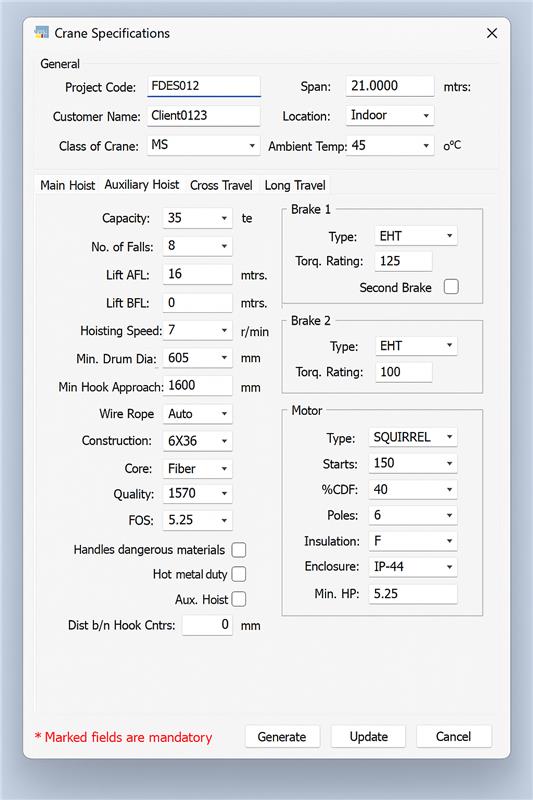 Crane Specifications
General
Project Code: FDES012 Span: 21.0000 mtrs:
Customer Name: Client0123 Location: Indoor
Class of Crane: MS Ambient Temp: 45 o°C
Main Hoist Auxiliary Hoist Cross Travel Long Travel
Capacity: 35 te
No. of Falls: 8
Lift AFL: 16 mtrs.
Lift BFL: 0 mtrs.
Hoisting Speed: 7 r/min
Min. Drum Dia: 605 mm
Min Hook Approach: 1600 mm
Wire Rope Auto
Construction: 6X36
Core: Fiber
Quality: 1570
FOS: 5.25
Handles dangerous materials
Hot metal duty
Aux. Hoist
Dist b/n Hook Cntrs: 0 mm
Brake 1
Type: EHT
Torq. Rating: 125
Second Brake
Brake 2
Type: EHT
Torq. Rating: 100
Motor
Type: SQUIRREL
Starts: 150
%CDF: 40
Poles: 6
Insulation: F
Enclosure: IP-44
Min. HP: 5.25
* Marked fields are mandatory
Generate Update Cancel